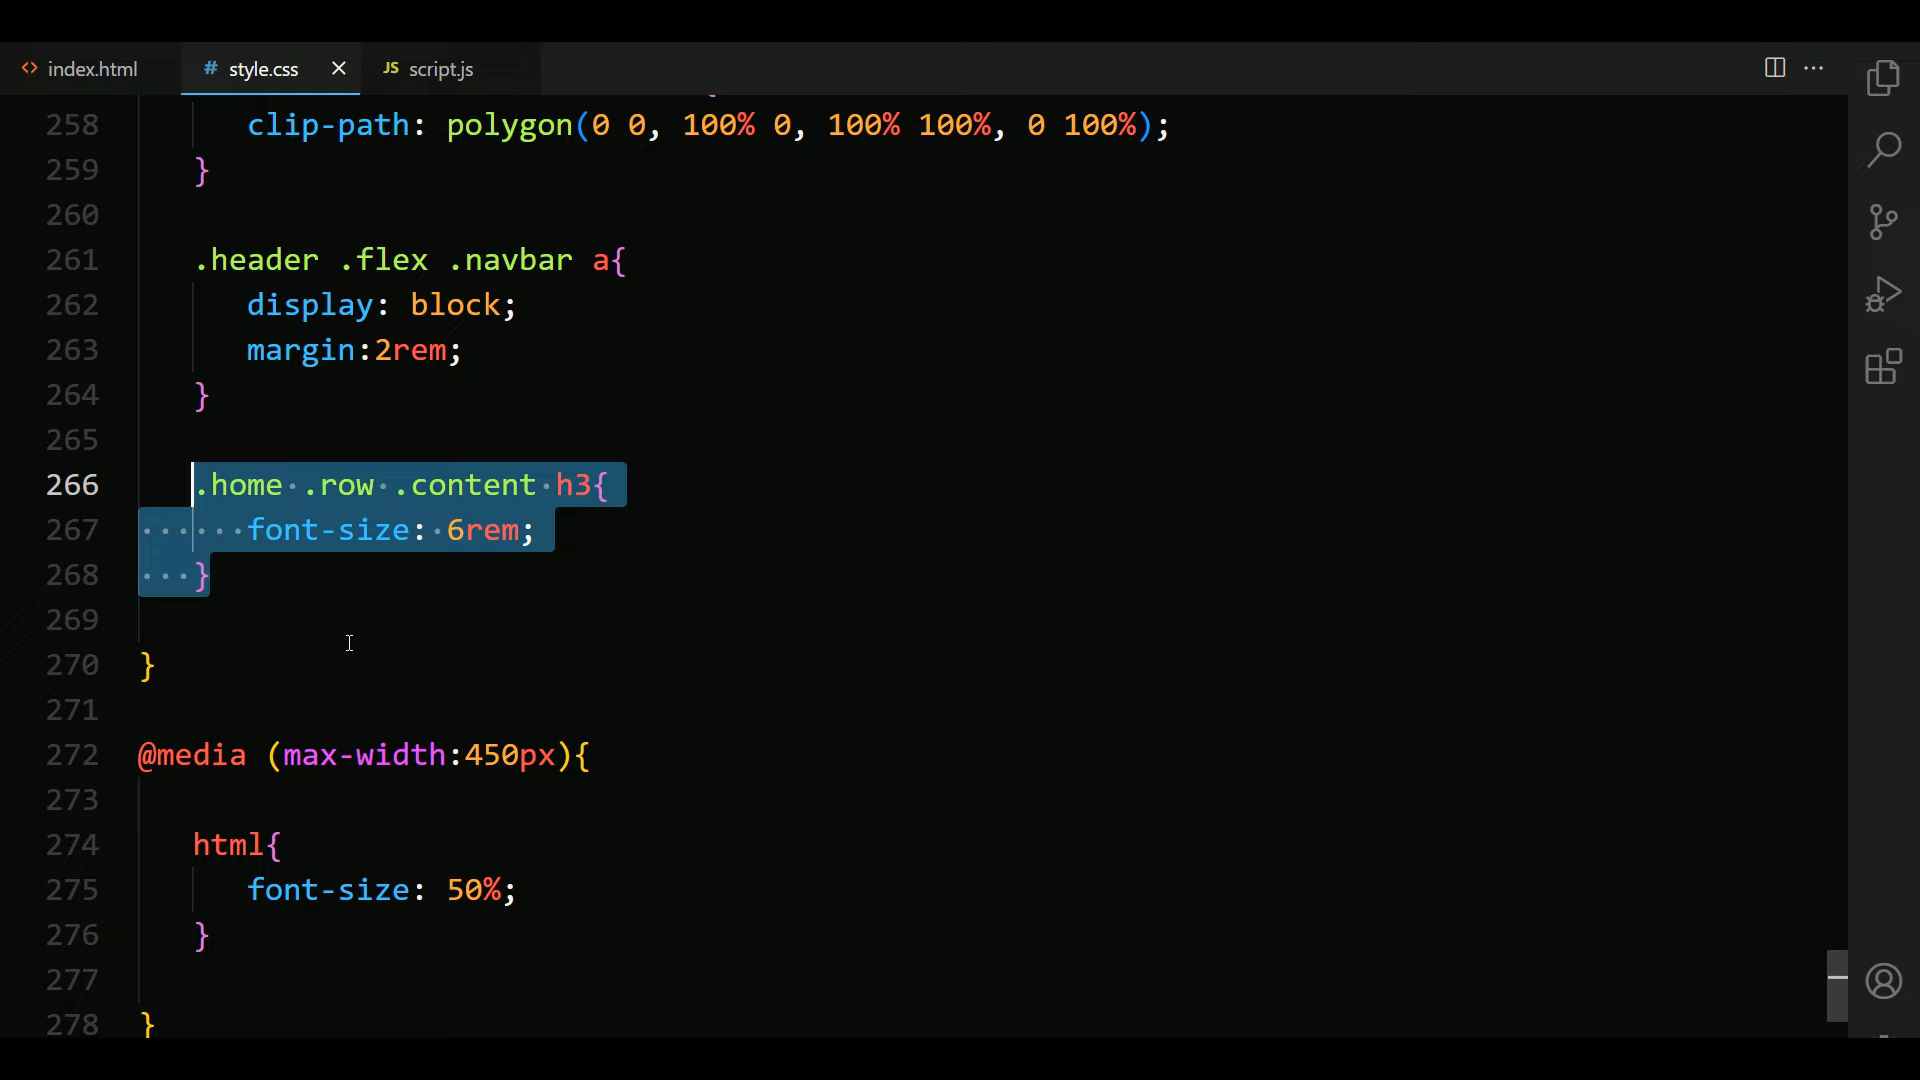 index.html
# style.css
JS script.js
258 clip-path: polygon(0 0, 100% 0, 100% 100%, 0 100%);
259 }
260
261 .header .flex .navbar a{
262 display: block;
263 margin:2rem;
264 }
265
266 .home .row .content h3{
267 font-size: 6rem;
268 }
269
270 }
271
272 @media (max-width:450px){
273
274 html{
275 font-size: 50%;
276 }
277
278 }